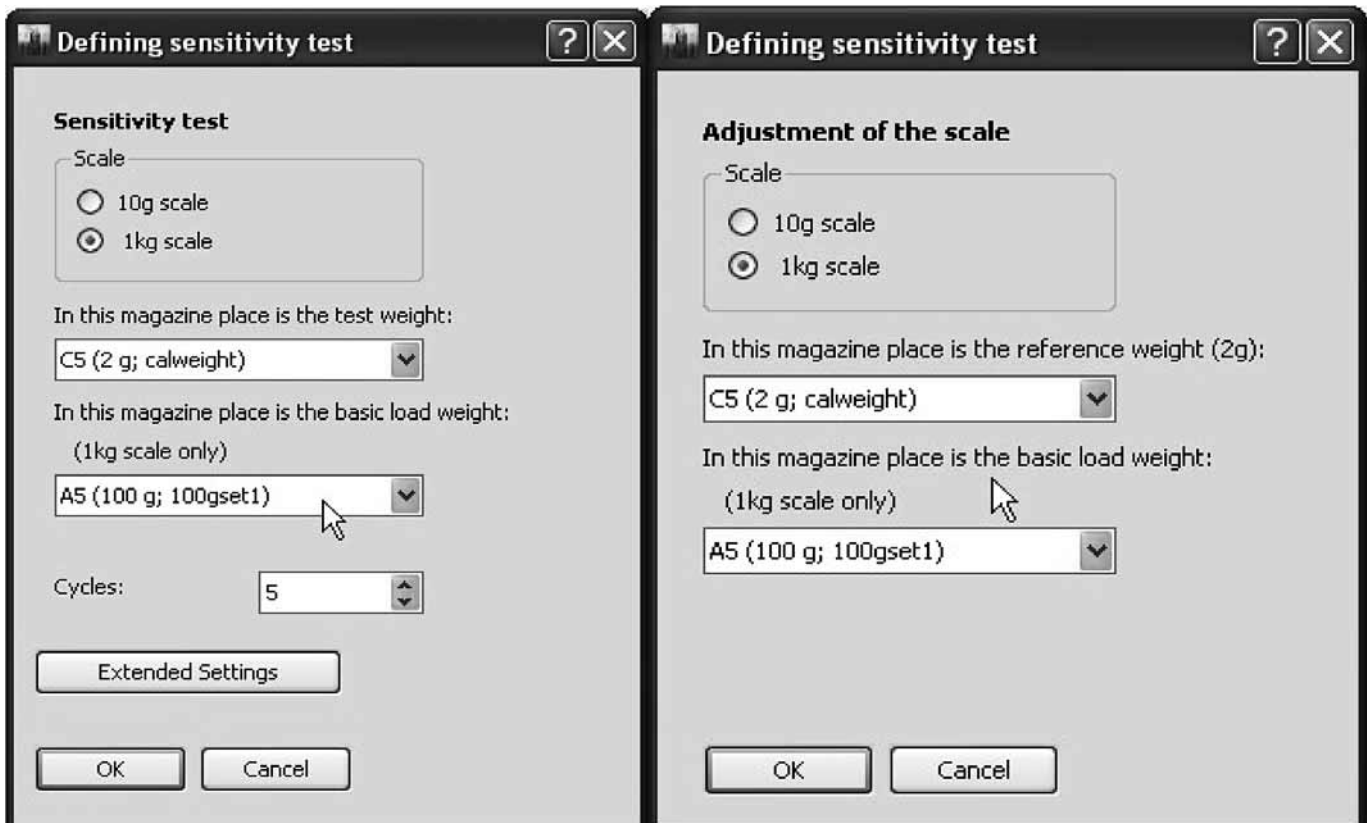 Defining sensitivity test
Sensitivity test
Scale
10g scale
1kg scale
In this magazine place is the test weight:
C5 (2 g; calweight)
In this magazine place is the basic load weight:
(1kg scale only)
A5 (100 g; 100gset1)
Cycles:
5
Extended Settings
OK
Cancel
Defining sensitivity test
Adjustment of the scale
Scale
10g scale
1kg scale
In this magazine place is the reference weight (2g):
C5 (2 g; calweight)
In this magazine place is the basic load weight:
(1kg scale only)
A5 (100 g; 100gset1)
OK
Cancel